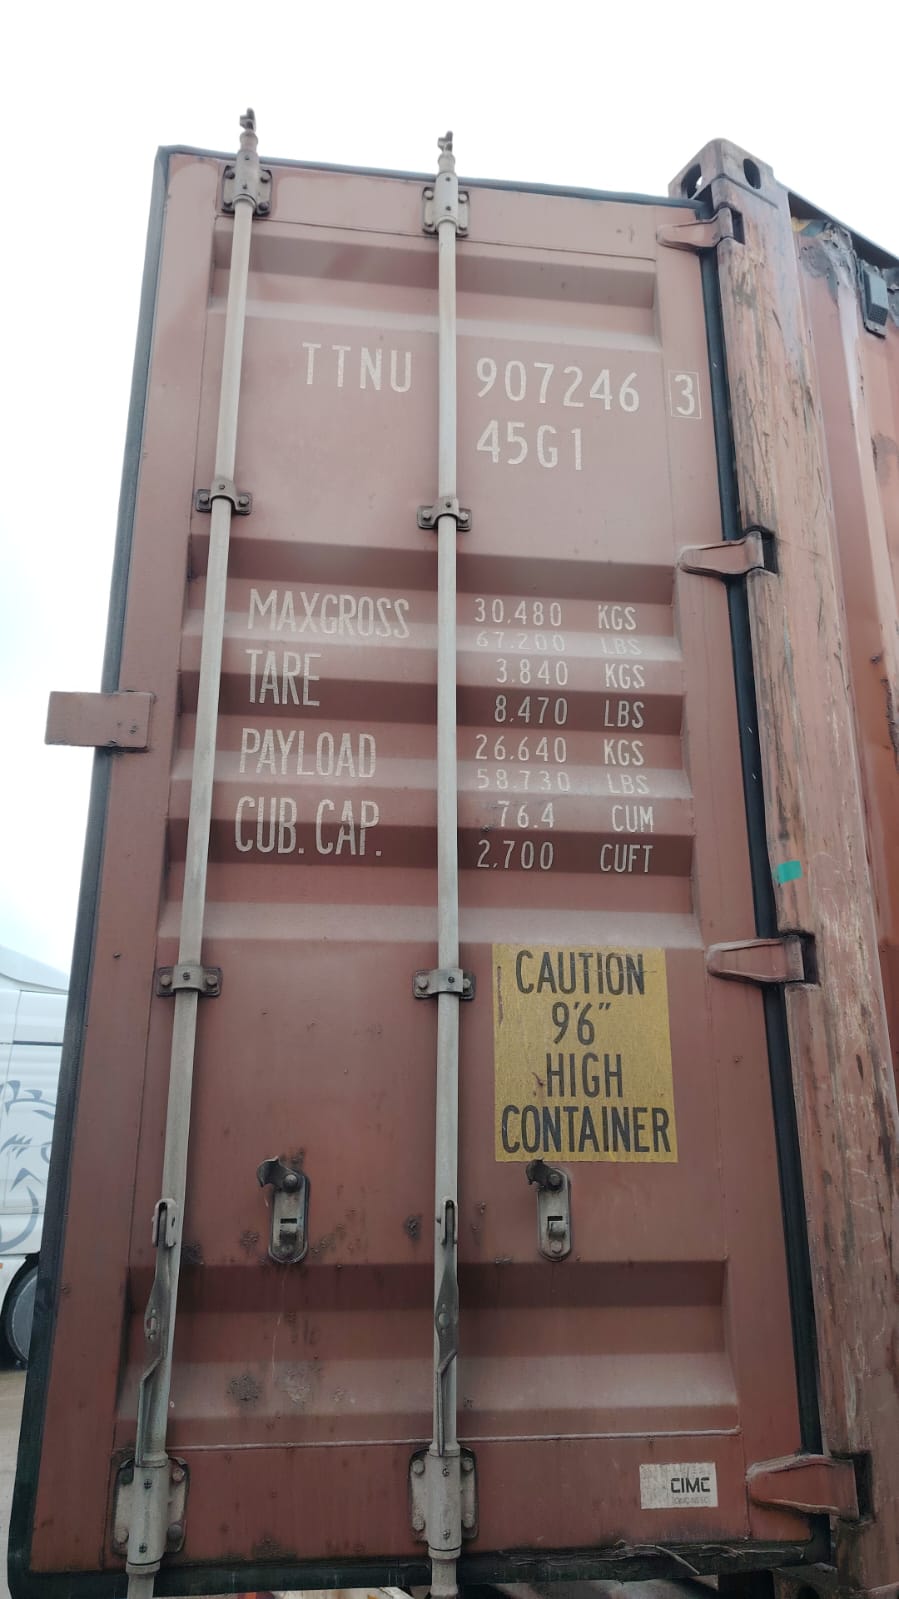 TTNU 907246 3
45G1
MAXGROSS 30.480 KGS
67.200 LBS
TARE 3.840 KGS
8.470 LBS
PAYLOAD 26.640 KGS
58.730 LBS
CUB. CAP. 76.4 CUM
2.700 CUFT
CAUTION
9'6"
HIGH
CONTAINER
CIMC